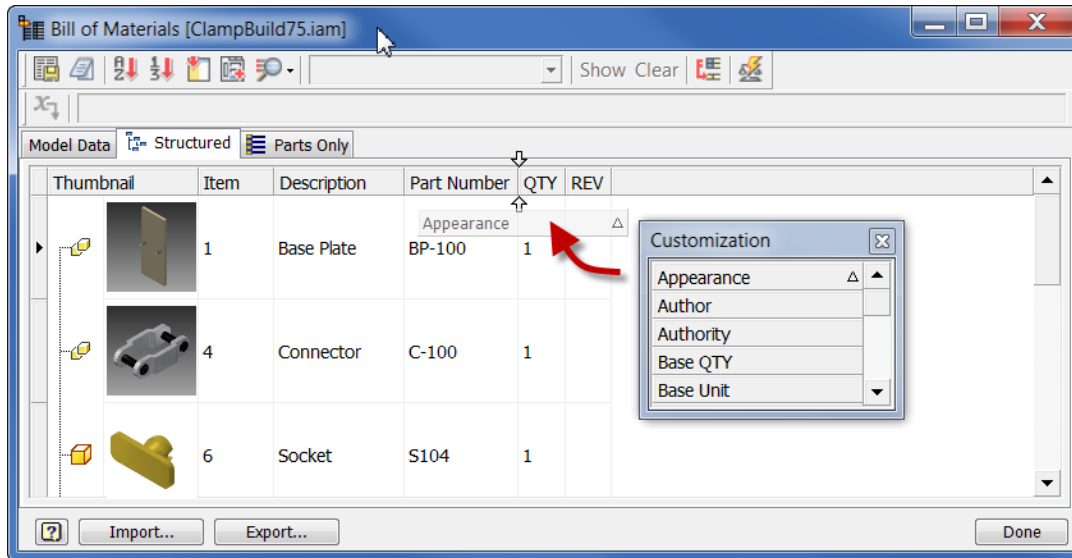 Bill of Materials [ClampBuild75.iam]
Show Clear
Model Data Structured Parts Only
Thumbnail Item Description Part Number QTY REV
Appearance
1 Base Plate BP-100 1
4 Connector C-100 1
6 Socket S104 1
Customization
Appearance
Author
Authority
Base QTY
Base Unit
Import... Export... Done